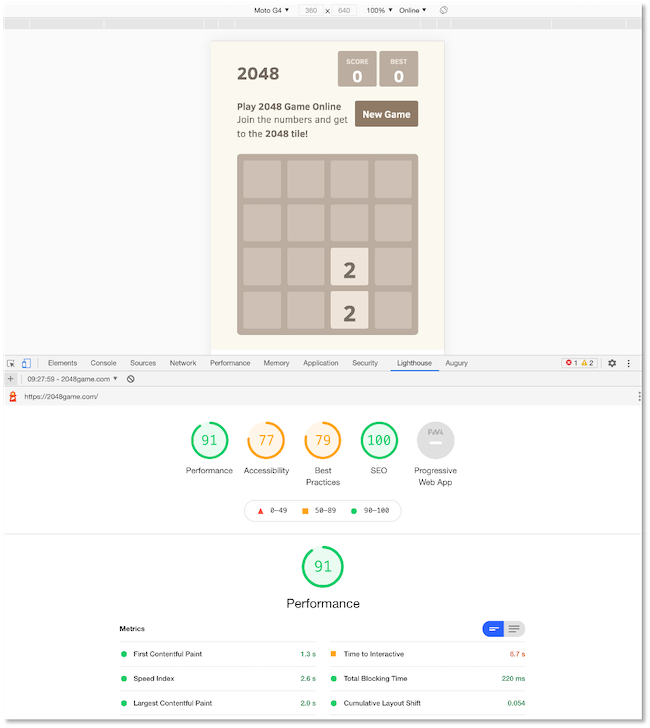 Moto G4 ▼ 360 x 640 100% ▼ Online ▼
2048
SCORE
0
BEST
0
Play 2048 Game Online
Join the numbers and get
to the 2048 tile!
New Game
2
2
Elements Console Sources Network Performance Memory Application Security Lighthouse Augury 1 2
+ 09:27:59 - 2048game.com ▼
https://2048game.com/
91 77 79 100 PWA
Performance Accessibility Best Practices SEO Progressive Web App
0–49 50–89 90–100
91
Performance
Metrics
First Contentful Paint 1.3 s
Time to Interactive 8.7 s
Speed Index 2.6 s
Total Blocking Time 220 ms
Largest Contentful Paint 2.0 s
Cumulative Layout Shift 0.054